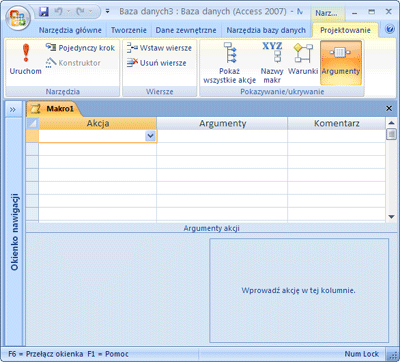 Baza danych3 : Baza danych (Access 2007) - M
Narz...
Narzędzia główne Tworzenie Dane zewnętrzne Narzędzia bazy danych Projektowanie
Uruchom
Pojedynczy krok
Konstruktor
Narzędzia
Wstaw wiersze
Usuń wiersze
Wiersze
Pokaż
wszystkie akcje
XYZ
Nazwy
makr
Warunki
Argumenty
Pokazywanie/ukrywanie
Makro1
Akcja Argumenty Komentarz
Okienko nawigacji
Argumenty akcji
Wprowadź akcję w tej kolumnie.
F6 = Przełącz okienka F1 = Pomoc
Num Lock